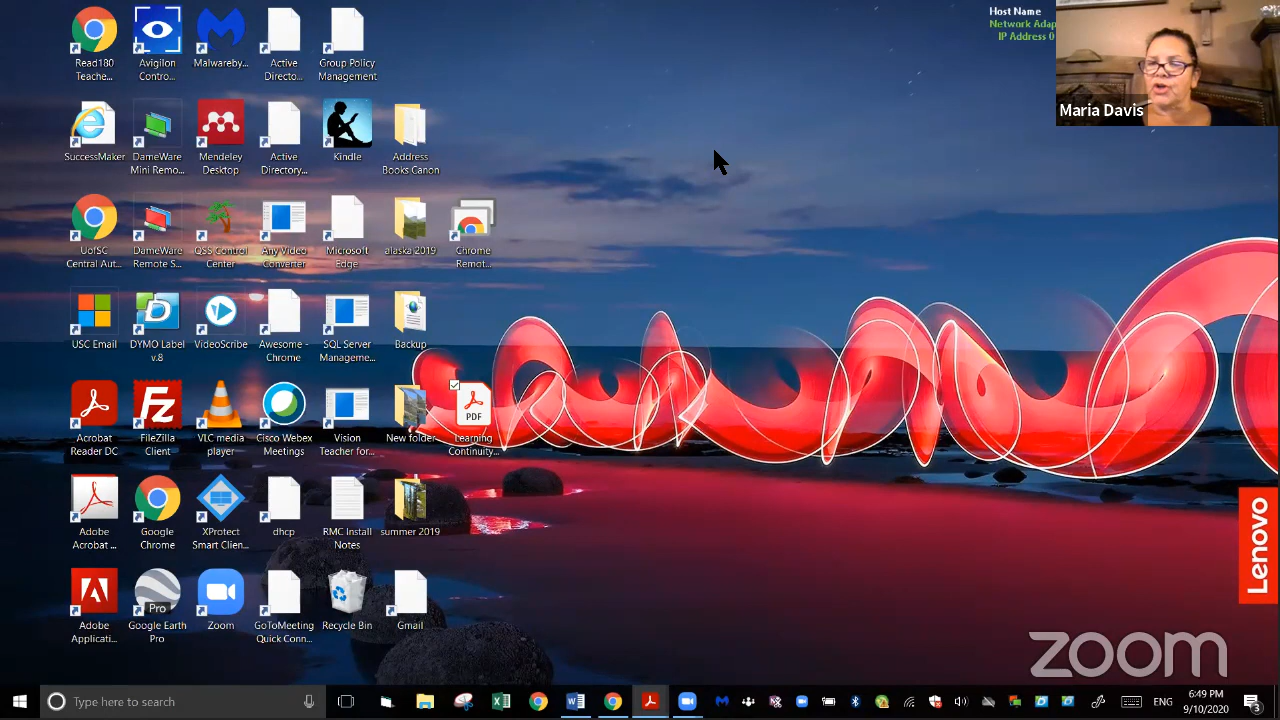 Host Name
Network Adap
IP Address 0
Maria Davis
Read180
Teache...
Avigilon
Contro...
Malwareby...
Active
Directo...
Group Policy
Management
SuccessMaker
DameWare
Mini Remo...
Mendeley
Desktop
Active
Directory...
Kindle
Address
Books Canon
UofSC
Central Aut...
DameWare
Remote S...
QSS Control
Center
Any Video
Converter
Microsoft
Edge
alaska 2019
Chrome
Remot...
USC Email
DYMO Label
v.8
VideoScribe
Awesome -
Chrome
SQL Server
Manageme...
Backup
Acrobat
Reader DC
FileZilla
Client
VLC media
player
Cisco Webex
Meetings
Vision
Teacher for...
New folder
PDF
Learning
Continuity...
Adobe
Acrobat ...
Google
Chrome
XProtect
Smart Clien...
dhcp
RMC Install
Notes
summer 2019
Adobe
Applicati...
Pro
Google Earth
Pro
Zoom
GoToMeeting
Quick Conn...
Recycle Bin
Gmail
Lenovo
zoom
Type here to search
ENG
6:49 PM
9/10/2020
3